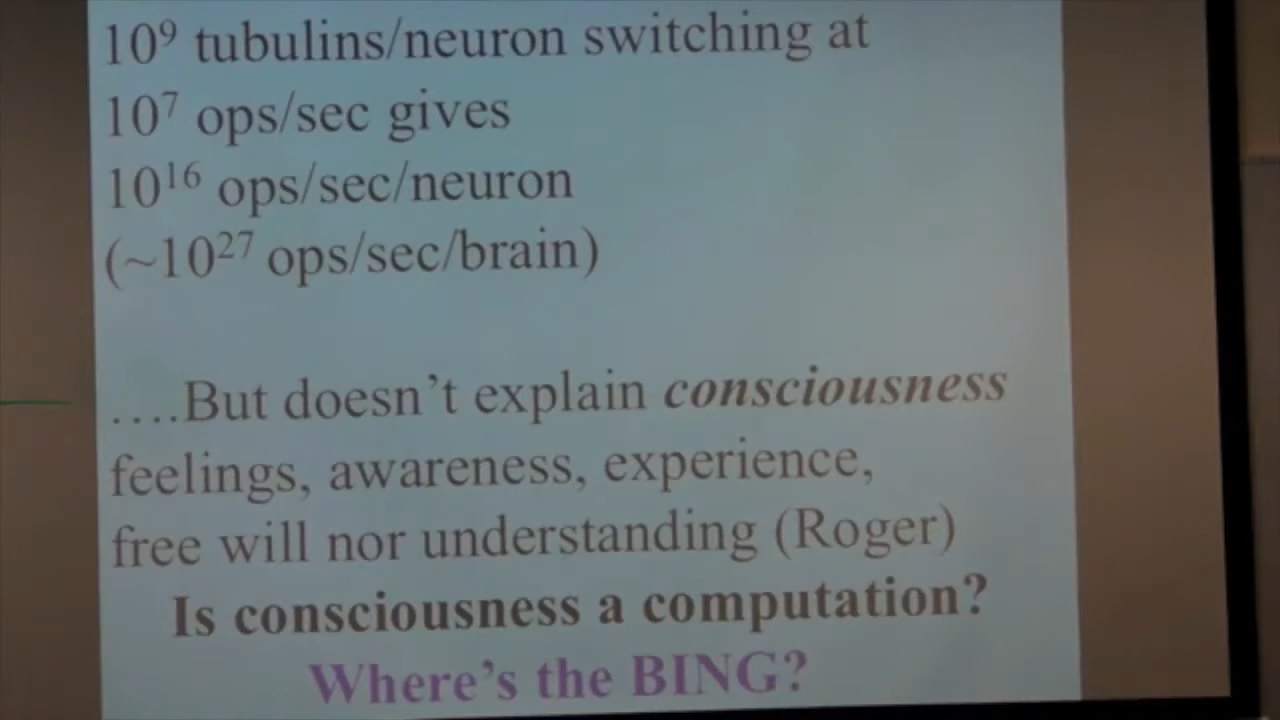 10⁹ tubulins/neuron switching at
10⁷ ops/sec gives
10¹⁶ ops/sec/neuron
(~10²⁷ ops/sec/brain)
….But doesn’t explain consciousness
feelings, awareness, experience,
free will nor understanding (Roger)
Is consciousness a computation?
Where’s the BING?